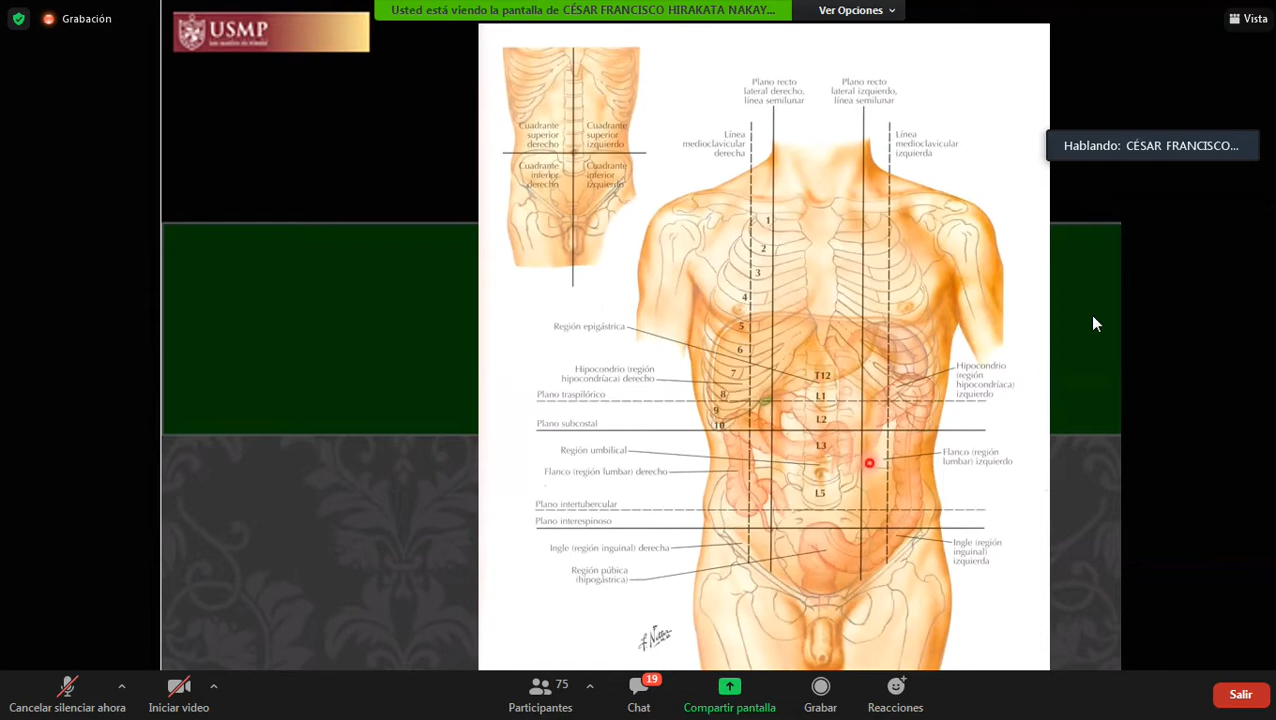 Grabación
Usted está viendo la pantalla de CÉSAR FRANCISCO HIRAKATA NAKAY...
Ver Opciones
Vista
USMP
Hablando: CÉSAR FRANCISCO...
Cuadrante
superior
derecho
Cuadrante
superior
izquierdo
Cuadrante
inferior
derecho
Cuadrante
inferior
izquierdo
Plano recto
lateral derecho,
línea semilunar
Plano recto
lateral izquierdo,
línea semilunar
Línea
medioclavicular
derecha
Línea
medioclavicular
izquierda
1
2
3
4
5
6
7
8
9
10
T12
L1
L2
L3
L5
Región epigástrica
Hipocondrio (región
hipocondríaca) derecho
Hipocondrio
(región
hipocondríaca)
izquierdo
Plano traspilórico
Plano subcostal
Región umbilical
Flanco (región lumbar) derecho
Flanco (región
lumbar) izquierdo
Plano intertubercular
Plano interespinoso
Ingle (región inguinal) derecha
Ingle (región
inguinal)
izquierda
Región púbica
(hipogástrica)
Cancelar silenciar ahora
Iniciar video
75
Participantes
19
Chat
Compartir pantalla
Grabar
Reacciones
Salir